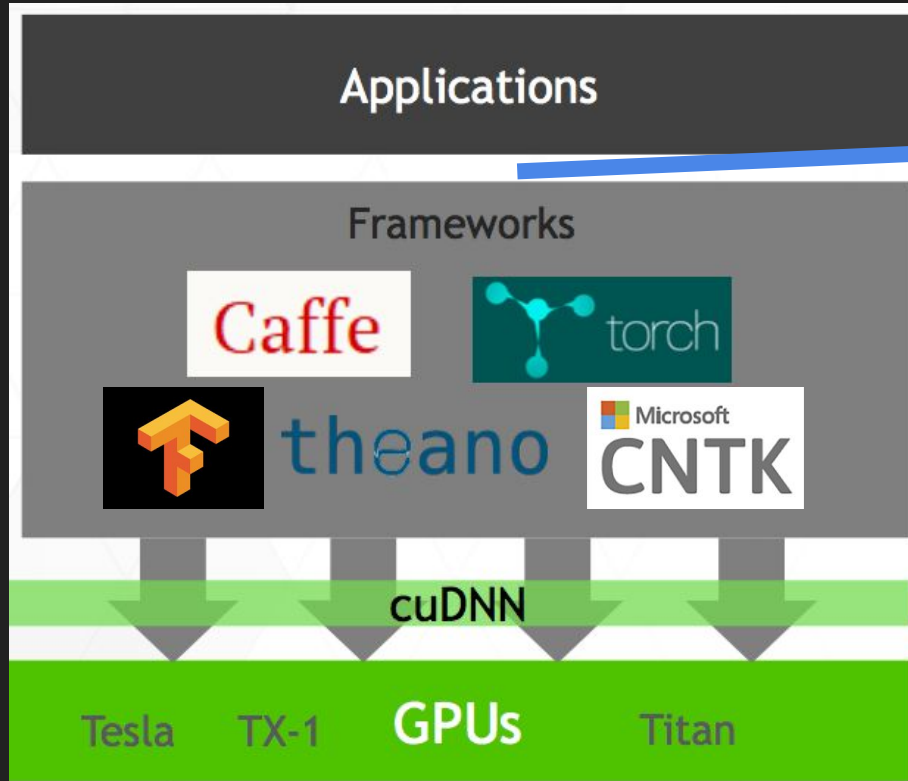 Applications
Frameworks
Caffe
torch
theano
Microsoft
CNTK
cuDNN
Tesla TX-1 GPUs Titan